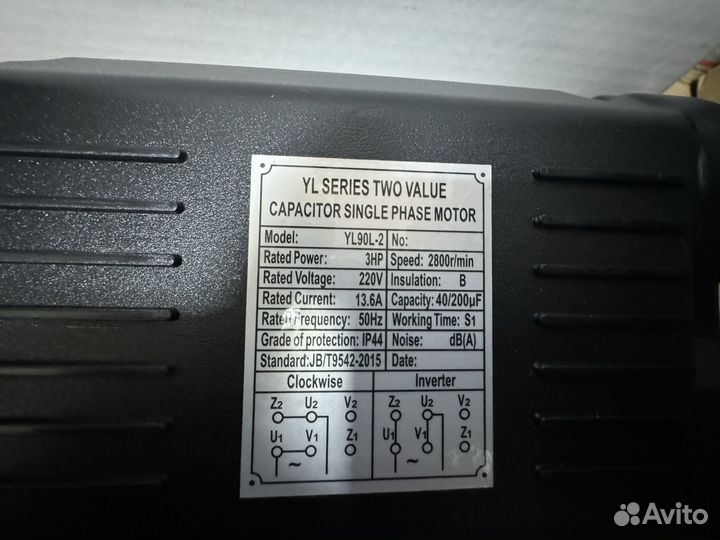 YL SERIES TWO VALUE
CAPACITOR SINGLE PHASE MOTOR
Model: YL90L-2 No:
Rated Power: 3HP Speed: 2800r/min
Rated Voltage: 220V Insulation: B
Rated Current: 13.6A Capacity: 40/200μF
Rated Frequency: 50Hz Working Time: S1
Grade of protection: IP44 Noise: dB(A)
Standard:JB/T9542-2015 Date:
Clockwise Inverter
Z2 U2 V2 Z2 U2 V2
U1 V1 Z1 U1 V1 Z1
~ ~
Avito